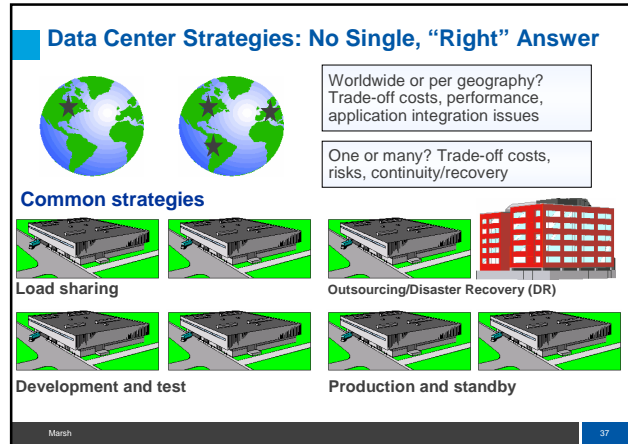 Data Center Strategies: No Single, “Right” Answer
Worldwide or per geography?
Trade-off costs, performance,
application integration issues
One or many? Trade-off costs,
risks, continuity/recovery
Common strategies
Load sharing
Outsourcing/Disaster Recovery (DR)
Development and test
Production and standby
Marsh
37